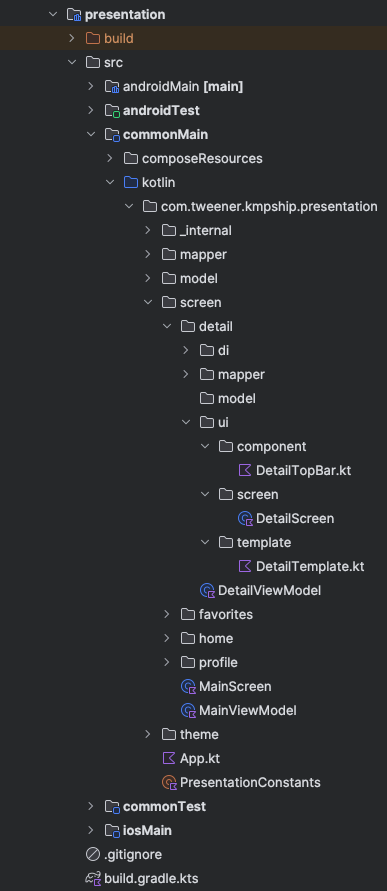 presentation
build
src
androidMain [main]
androidTest
commonMain
composeResources
kotlin
com.tweener.kmpship.presentation
_internal
mapper
model
screen
detail
di
mapper
model
ui
component
DetailTopBar.kt
screen
DetailScreen
template
DetailTemplate.kt
DetailViewModel
favorites
home
profile
MainScreen
MainViewModel
theme
App.kt
PresentationConstants
commonTest
iosMain
.gitignore
build.gradle.kts